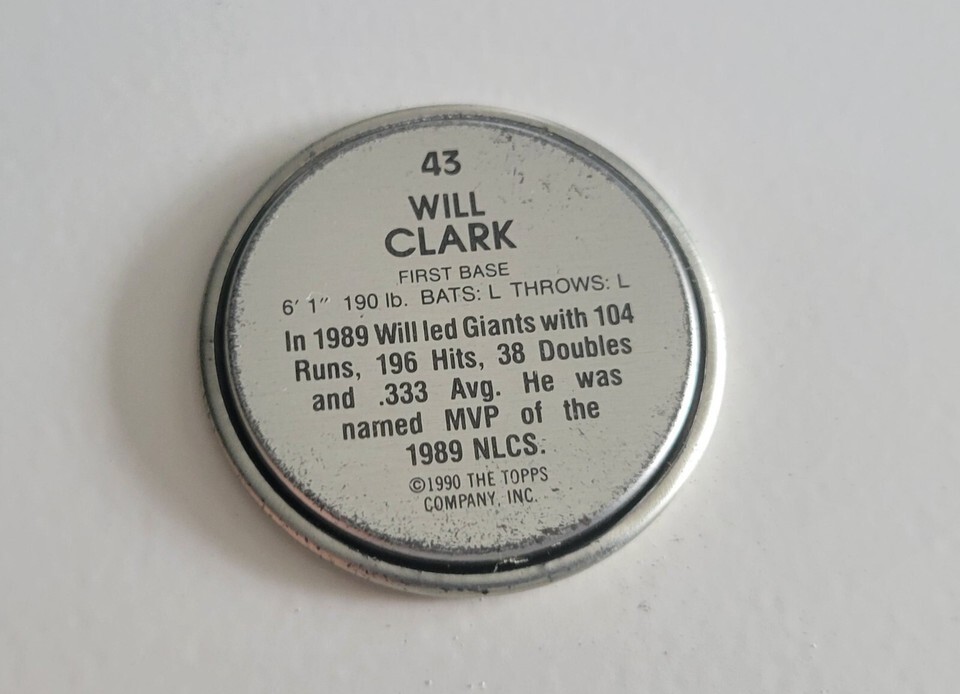 43
WILL
CLARK
FIRST BASE
6' 1" 190 lb. BATS: L THROWS: L
In 1989 Will led Giants with 104
Runs, 196 Hits, 38 Doubles
and .333 Avg. He was
named MVP of the
1989 NLCS.
©1990 THE TOPPS
COMPANY, INC.